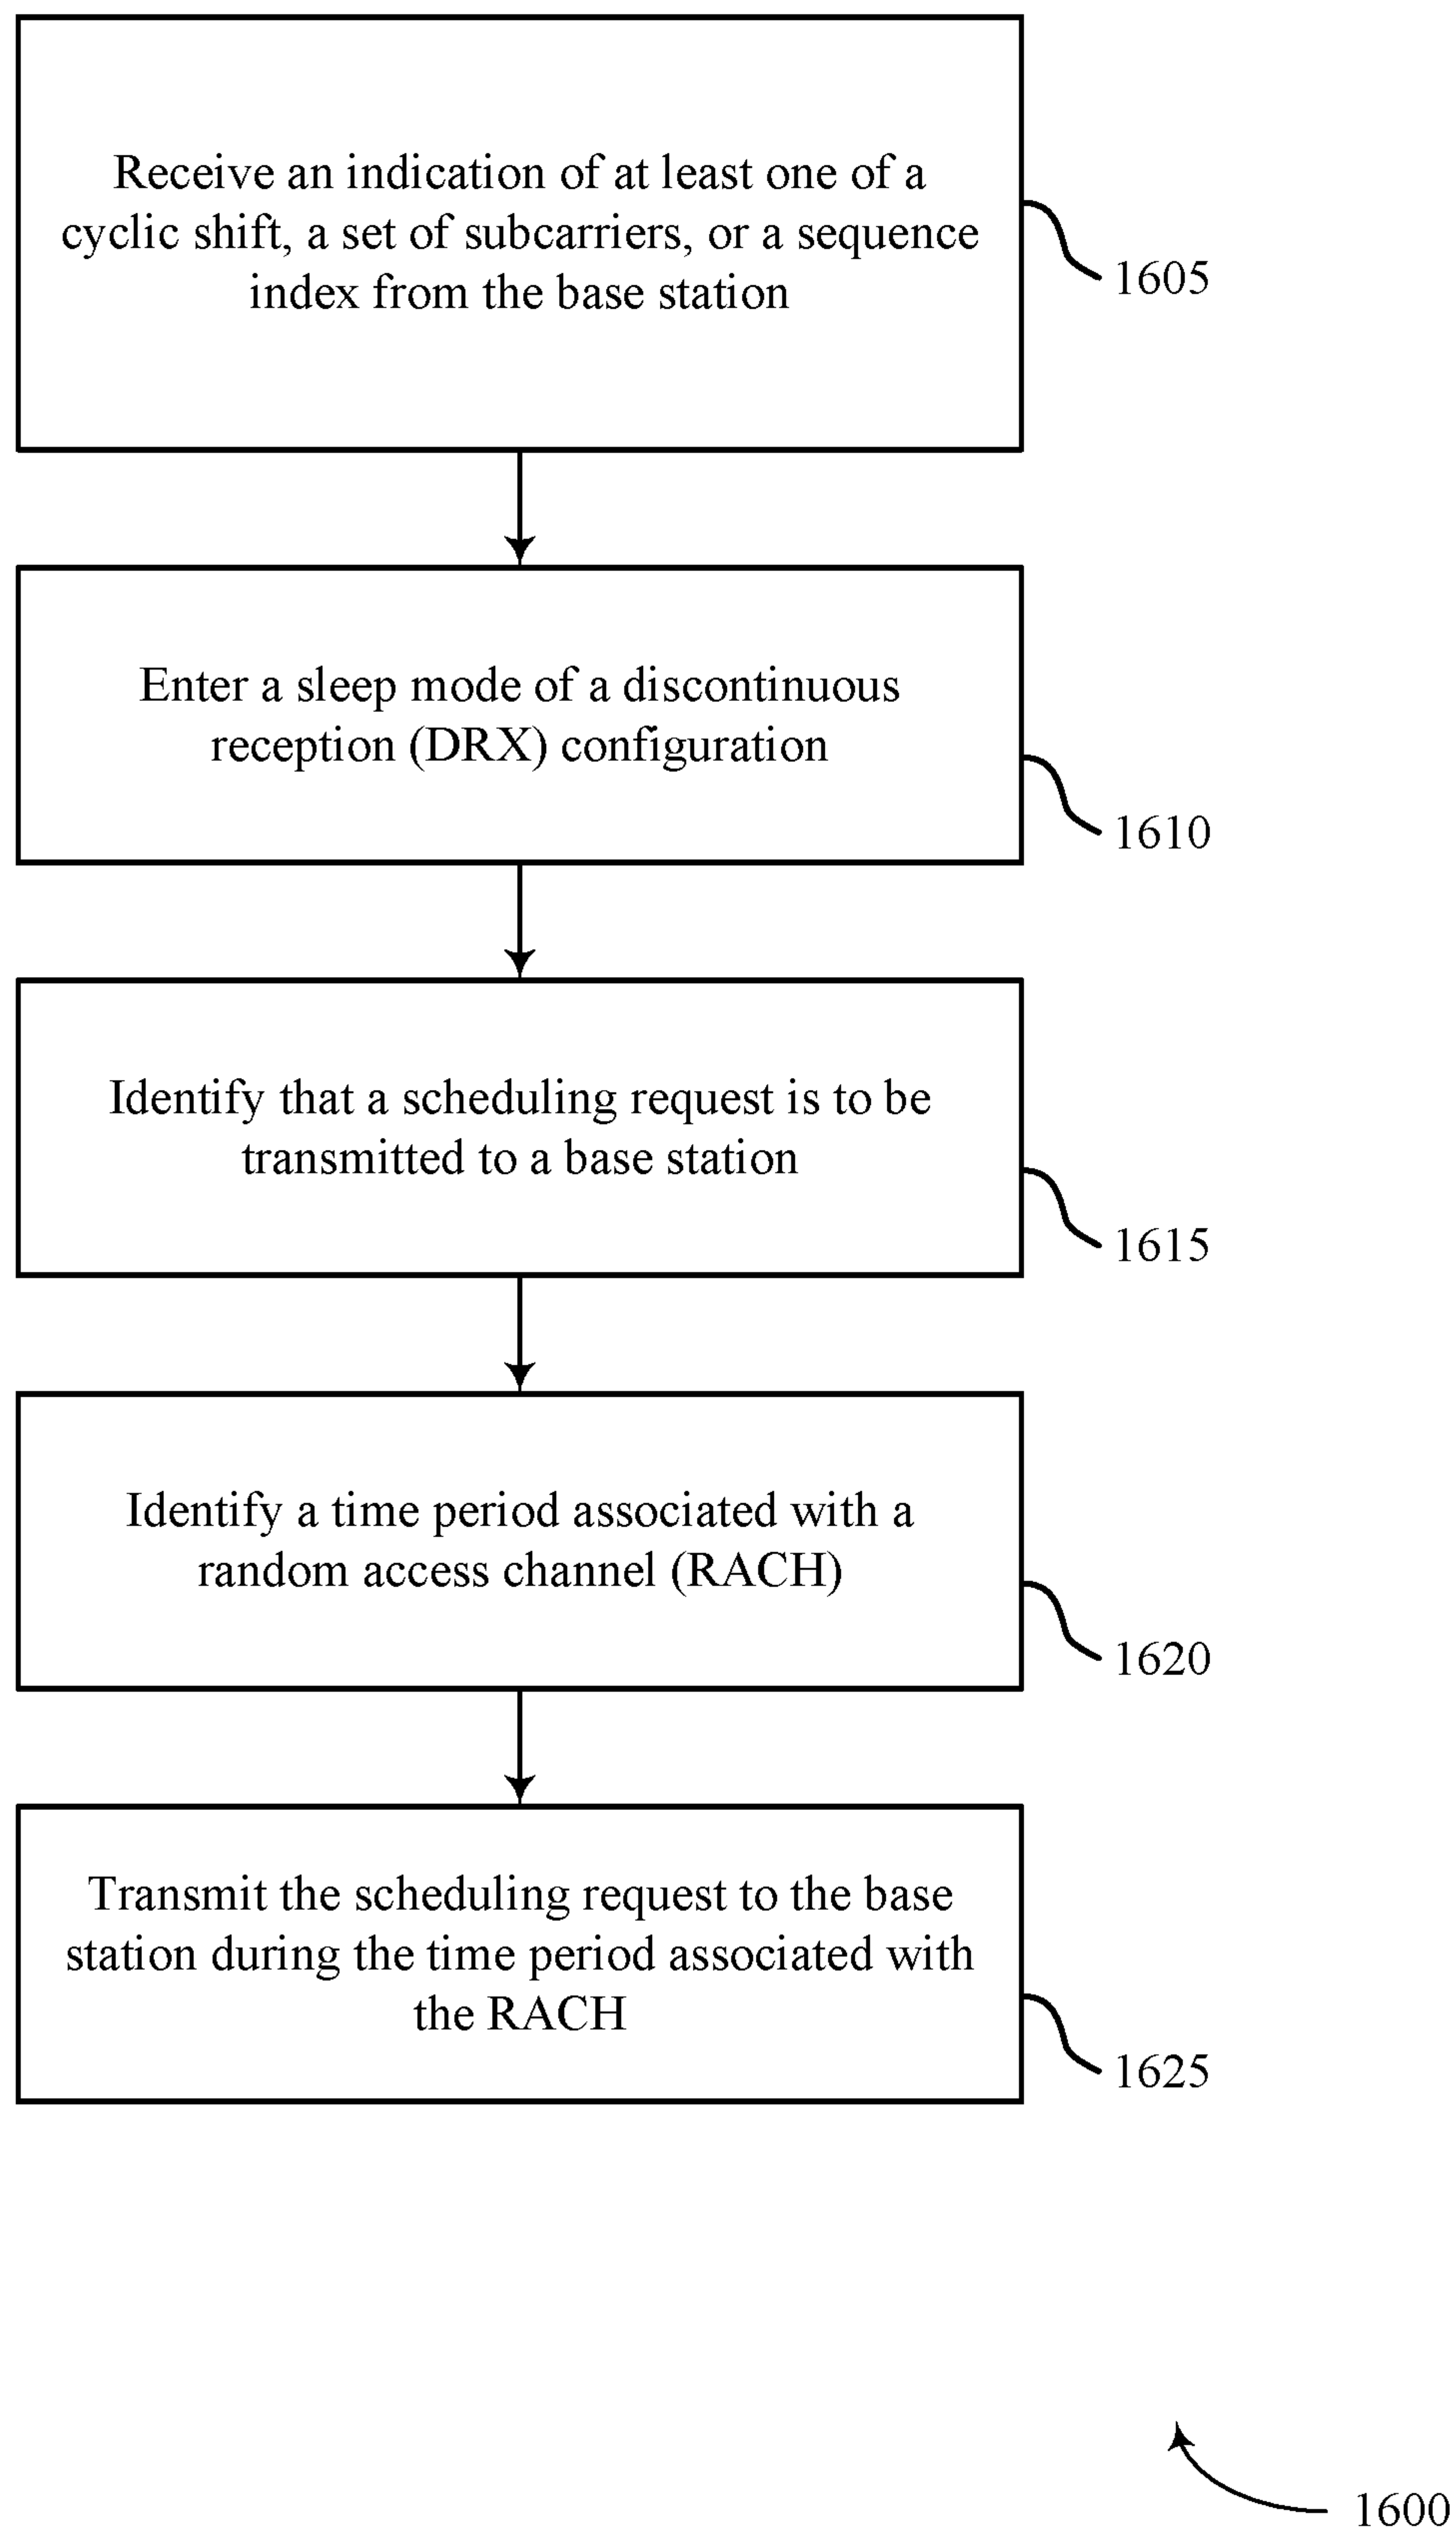 Receive an indication of at least one of a
cyclic shift, a set of subcarriers, or a sequence
index from the base station
1605
Enter a sleep mode of a discontinuous
reception (DRX) configuration
1610
Identify that a scheduling request is to be
transmitted to a base station
1615
Identify a time period associated with a
random access channel (RACH)
1620
Transmit the scheduling request to the base
station during the time period associated with
the RACH
1625
1600